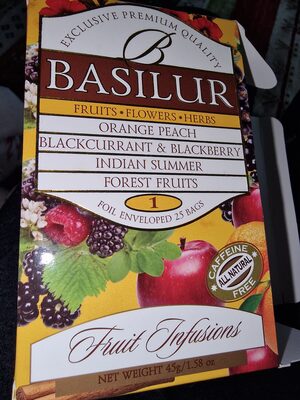 EXCLUSIVE PREMIUM QUALITY
B
BASILUR
FRUITS • FLOWERS • HERBS
ORANGE PEACH
BLACKCURRANT & BLACKBERRY
INDIAN SUMMER
FOREST FRUITS
1
FOIL ENVELOPED 25 BAGS
CAFFEINE
ALL NATURAL
FREE
Fruit Infusions
NET WEIGHT 45g/1.58 oz